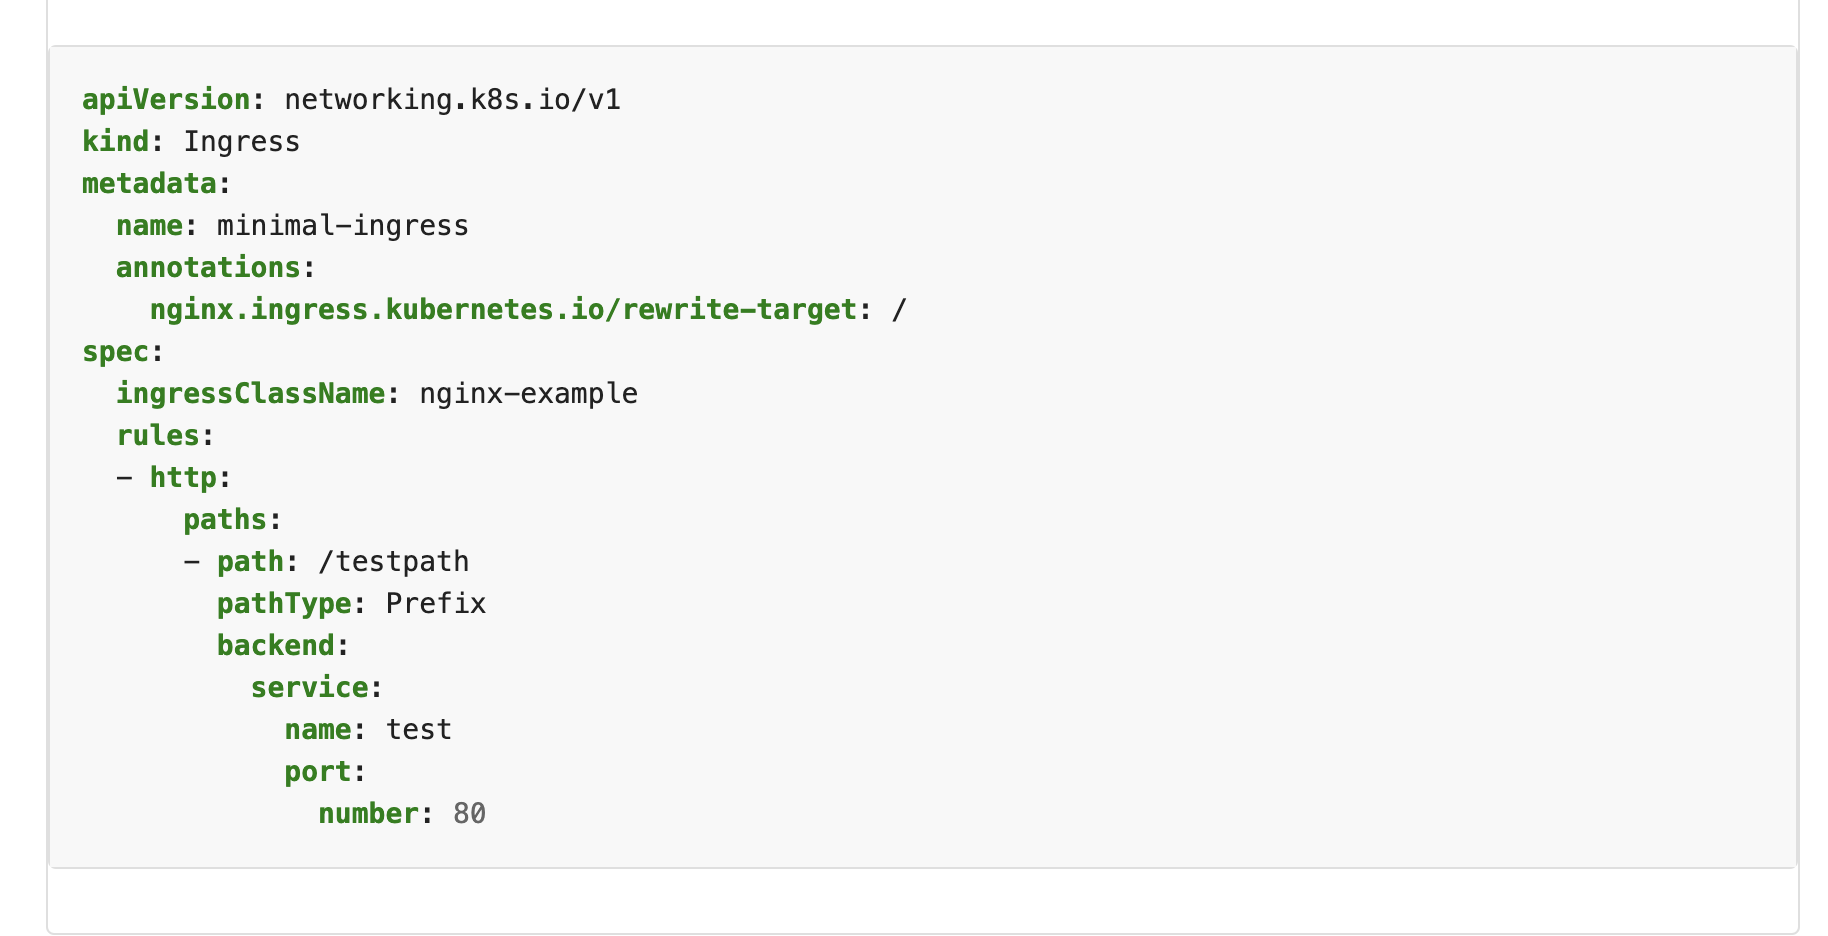 apiVersion: networking.k8s.io/v1
kind: Ingress
metadata:
  name: minimal-ingress
  annotations:
    nginx.ingress.kubernetes.io/rewrite-target: /
spec:
  ingressClassName: nginx-example
  rules:
  - http:
      paths:
      - path: /testpath
        pathType: Prefix
        backend:
          service:
            name: test
            port:
              number: 80